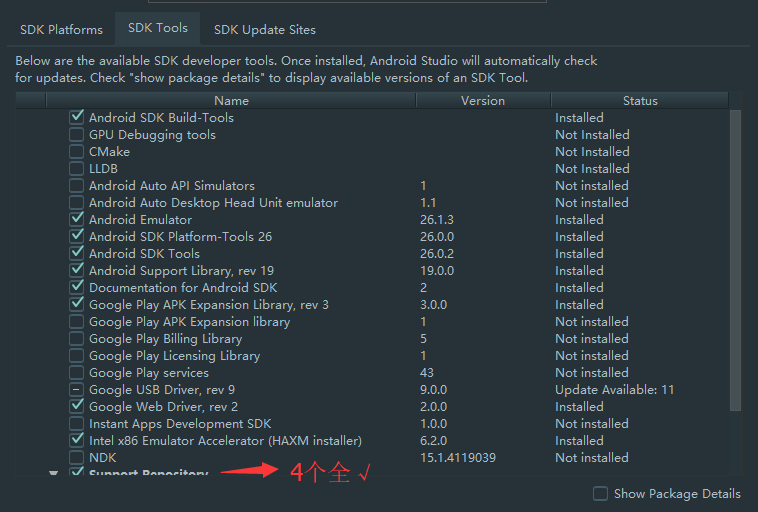 SDK Platforms SDK Tools SDK Update Sites
Below are the available SDK developer tools. Once installed, Android Studio will automatically check
for updates. Check "show package details" to display available versions of an SDK Tool.
Name Version Status
Android SDK Build-Tools Installed
GPU Debugging tools Not Installed
CMake Not Installed
LLDB Not Installed
Android Auto API Simulators 1 Not installed
Android Auto Desktop Head Unit emulator 1.1 Not installed
Android Emulator 26.1.3 Installed
Android SDK Platform-Tools 26 26.0.0 Installed
Android SDK Tools 26.0.2 Installed
Android Support Library, rev 19 19.0.0 Installed
Documentation for Android SDK 2 Installed
Google Play APK Expansion Library, rev 3 3.0.0 Installed
Google Play APK Expansion library 1 Not installed
Google Play Billing Library 5 Not installed
Google Play Licensing Library 1 Not installed
Google Play services 43 Not installed
Google USB Driver, rev 9 9.0.0 Update Available: 11
Google Web Driver, rev 2 2.0.0 Installed
Instant Apps Development SDK 1.0.0 Not installed
Intel x86 Emulator Accelerator (HAXM installer) 6.2.0 Installed
NDK 15.1.4119039 Not installed
Support Repository 4个全√
Show Package Details